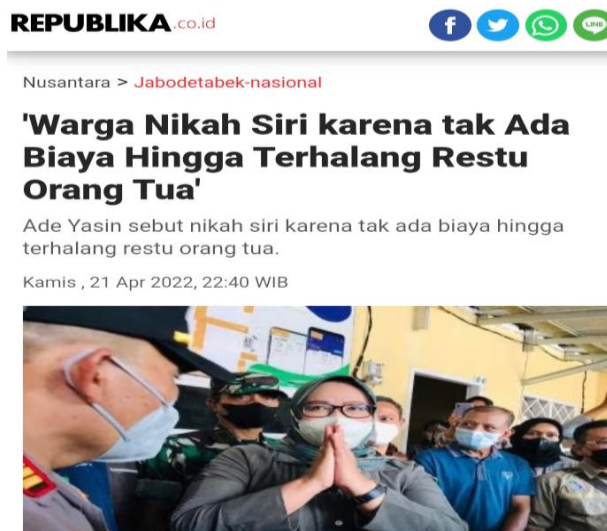 REPUBLIKA.co.id
f LINE
Nusantara > Jabodetabek-nasional
'Warga Nikah Siri karena tak Ada
Biaya Hingga Terhalang Restu
Orang Tua'
Ade Yasin sebut nikah siri karena tak ada biaya hingga
terhalang restu orang tua.
Kamis , 21 Apr 2022, 22:40 WIB